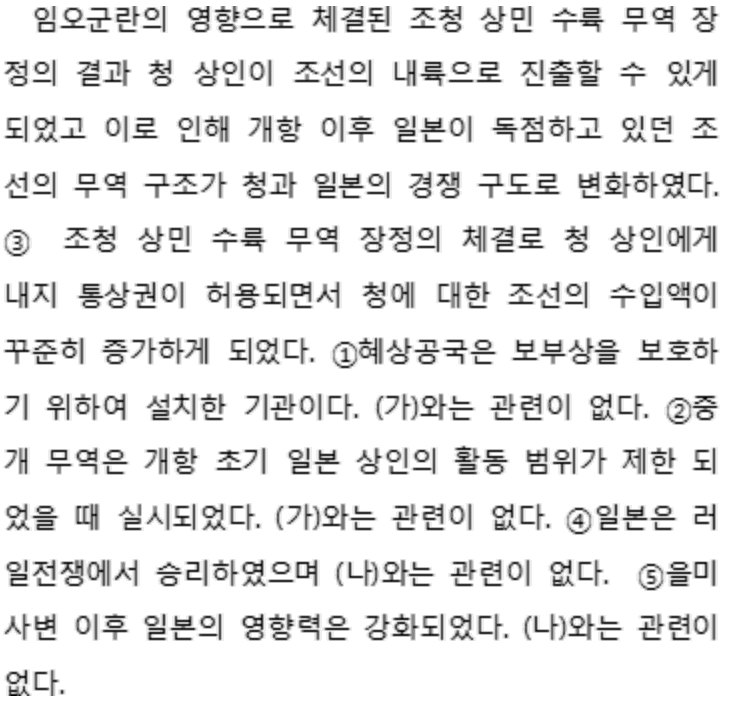 임오군란의 영향으로 체결된 조청 상민 수륙 무역 장
정의 결과 청 상인이 조선의 내륙으로 진출할 수 있게
되었고 이로 인해 개항 이후 일본이 독점하고 있던 조
선의 무역 구조가 청과 일본의 경쟁 구도로 변화하였다.
③ 조청 상민 수륙 무역 장정의 체결로 청 상인에게
내지 통상권이 허용되면서 청에 대한 조선의 수입액이
꾸준히 증가하게 되었다. ①혜상공국은 보부상을 보호하
기 위하여 설치한 기관이다. (가)와는 관련이 없다. ②중
개 무역은 개항 초기 일본 상인의 활동 범위가 제한 되
었을 때 실시되었다. (가)와는 관련이 없다. ④일본은 러
일전쟁에서 승리하였으며 (나)와는 관련이 없다. ⑤을미
사변 이후 일본의 영향력은 강화되었다. (나)와는 관련이
없다.